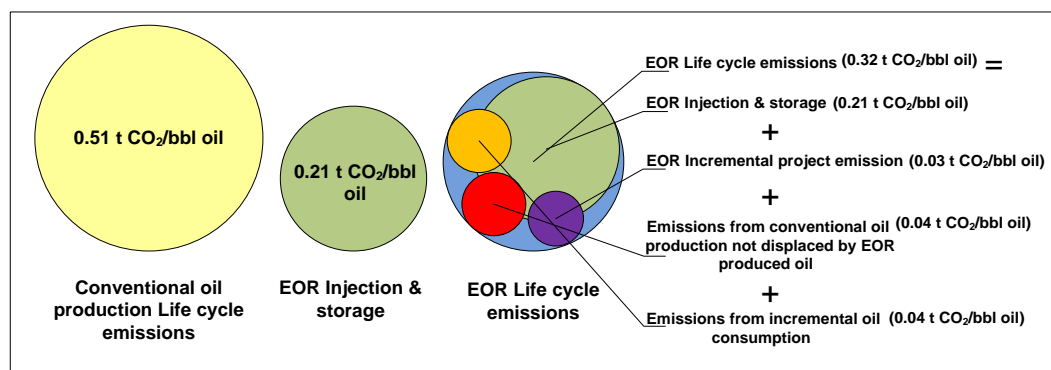 0.51 t CO₂/bbl oil
Conventional oil
production Life cycle
emissions
0.21 t CO₂/bbl
oil
EOR Injection &
storage
EOR Life cycle
emissions
EOR Life cycle emissions (0.32 t CO₂/bbl oil) =
EOR Injection & storage (0.21 t CO₂/bbl oil)
+
EOR Incremental project emission (0.03 t CO₂/bbl oil)
+
Emissions from conventional oil (0.04 t CO₂/bbl oil)
production not displaced by EOR
produced oil
+
Emissions from incremental oil (0.04 t CO₂/bbl oil)
consumption